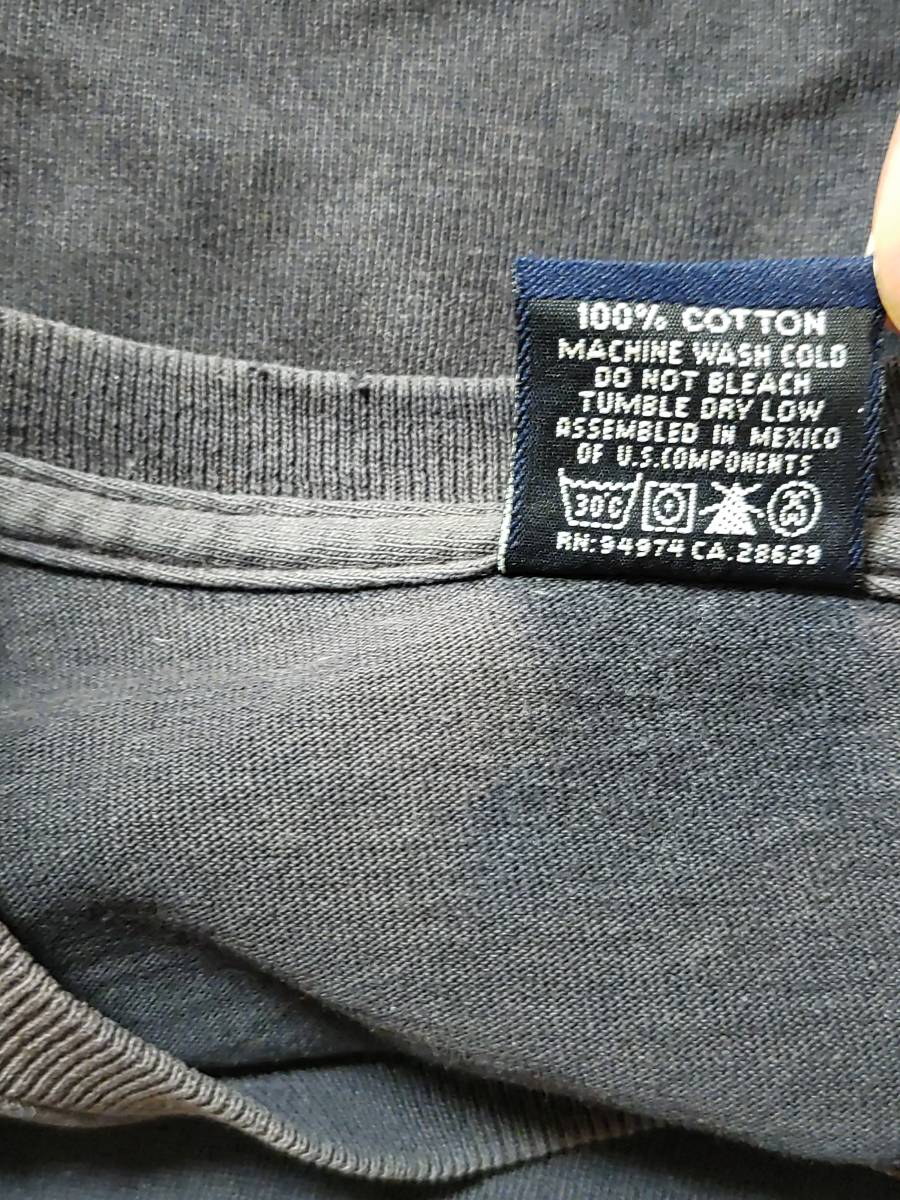 100% COTTON
MACHINE WASH COLD
DO NOT BLEACH
TUMBLE DRY LOW
ASSEMBLED IN MEXICO
OF U.S.COMPONENTS
30°C
RN:94974 CA.28629